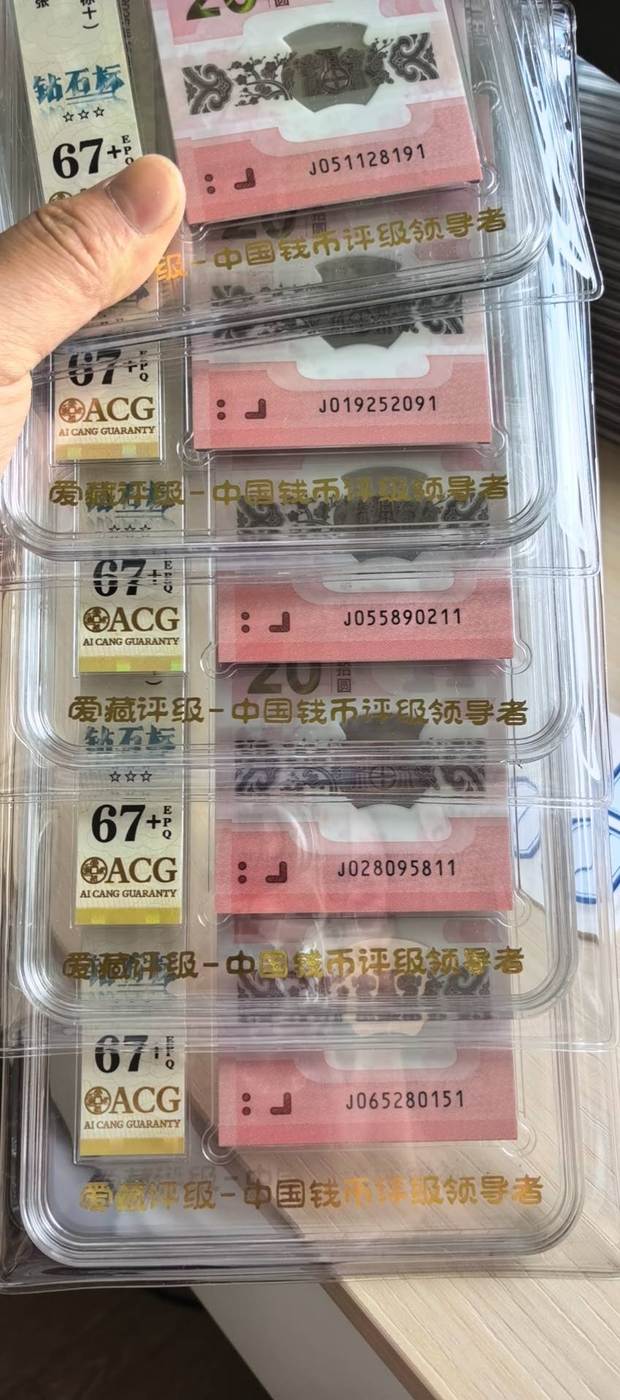 钻石标
☆☆☆
67+EPQ
20
J051128191
级-中国钱币评级领导者
67+EPQ
ACG
AI CANG GUARANTY
J019252091
爱藏评级-中国钱币评级领导者
67+EPQ
ACG
AI CANG GUARANTY
J055890211
爱藏评级-中国钱币评级领导者
20
钻石标
☆☆☆
67+EPQ
ACG
AI CANG GUARANTY
J028095811
爱藏评级-中国钱币评级领导者
67+EPQ
ACG
AI CANG GUARANTY
J065280151
爱藏评级-中国钱币评级领导者